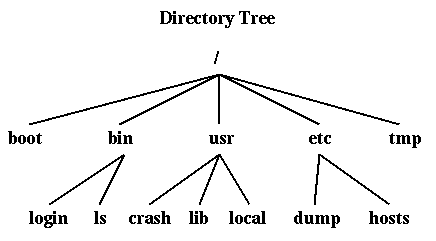 Directory Tree
/
boot bin usr etc tmp
login ls crash lib local dump hosts